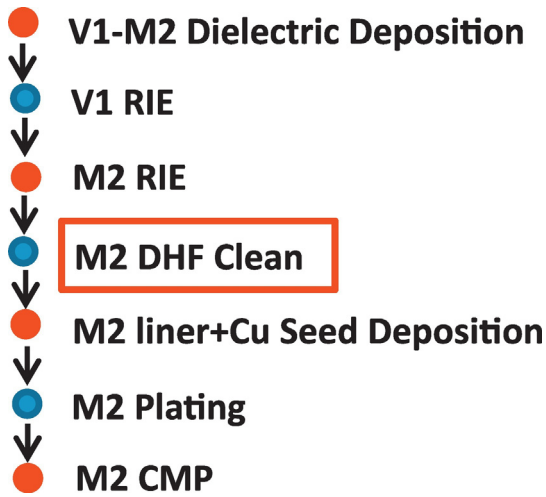 V1-M2 Dielectric Deposition
V1 RIE
M2 RIE
M2 DHF Clean
M2 liner+Cu Seed Deposition
M2 Plating
M2 CMP